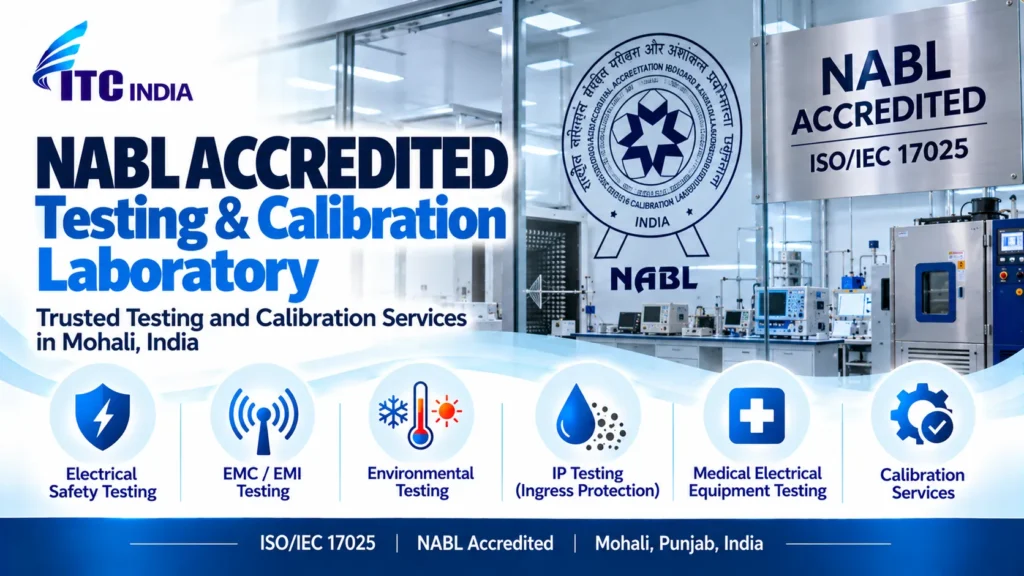 ITC INDIA
NABL ACCREDITED
Testing & Calibration
Laboratory
Trusted Testing and Calibration Services
in Mohali, India
INDIA
NABL
NABL
ACCREDITED
ISO/IEC 17025
Electrical
Safety Testing
EMC / EMI
Testing
Environmental
Testing
IP Testing
(Ingress Protection)
Medical Electrical
Equipment Testing
Calibration
Services
ISO/IEC 17025 | NABL Accredited | Mohali, Punjab, India